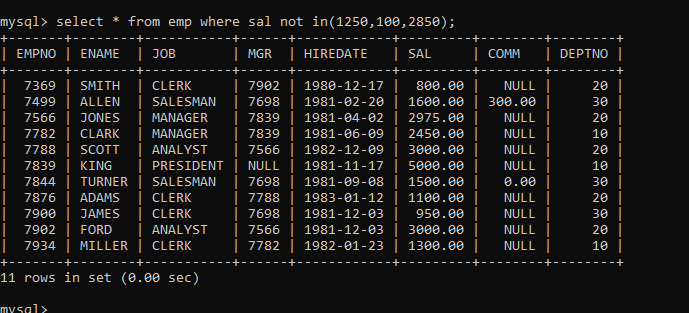 mysql> select * from emp where sal not in(1250,100,2850);
+-------+--------+-----------+------+------------+---------+--------+--------+
| EMPNO | ENAME  | JOB       | MGR  | HIREDATE   | SAL     | COMM   | DEPTNO |
+-------+--------+-----------+------+------------+---------+--------+--------+
|  7369 | SMITH  | CLERK     | 7902 | 1980-12-17 |  800.00 |   NULL |     20 |
|  7499 | ALLEN  | SALESMAN  | 7698 | 1981-02-20 | 1600.00 | 300.00 |     30 |
|  7566 | JONES  | MANAGER   | 7839 | 1981-04-02 | 2975.00 |   NULL |     20 |
|  7782 | CLARK  | MANAGER   | 7839 | 1981-06-09 | 2450.00 |   NULL |     10 |
|  7788 | SCOTT  | ANALYST   | 7566 | 1982-12-09 | 3000.00 |   NULL |     20 |
|  7839 | KING   | PRESIDENT | NULL | 1981-11-17 | 5000.00 |   NULL |     10 |
|  7844 | TURNER | SALESMAN  | 7698 | 1981-09-08 | 1500.00 |   0.00 |     30 |
|  7876 | ADAMS  | CLERK     | 7788 | 1983-01-12 | 1100.00 |   NULL |     20 |
|  7900 | JAMES  | CLERK     | 7698 | 1981-12-03 |  950.00 |   NULL |     30 |
|  7902 | FORD   | ANALYST   | 7566 | 1981-12-03 | 3000.00 |   NULL |     20 |
|  7934 | MILLER | CLERK     | 7782 | 1982-01-23 | 1300.00 |   NULL |     10 |
+-------+--------+-----------+------+------------+---------+--------+--------+
11 rows in set (0.00 sec)
mysql>